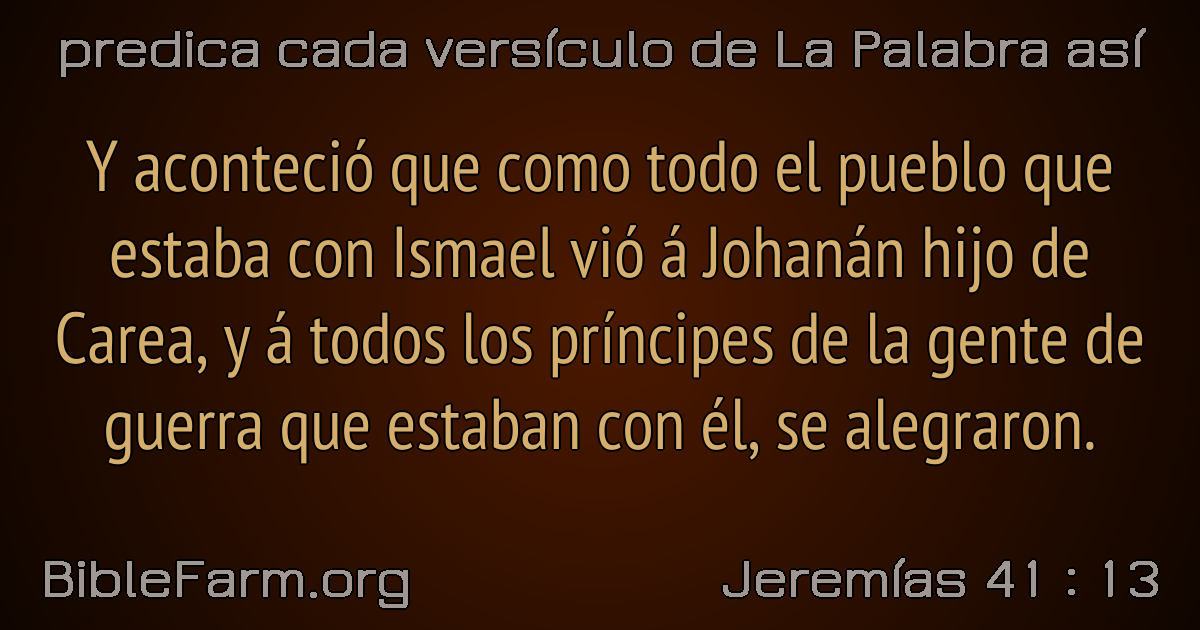 predica cada versículo de La Palabra así
Y aconteció que como todo el pueblo que
estaba con Ismael vió á Johanán hijo de
Carea, y á todos los príncipes de la gente de
guerra que estaban con él, se alegraron.
BibleFarm.org
Jeremías 41 : 13